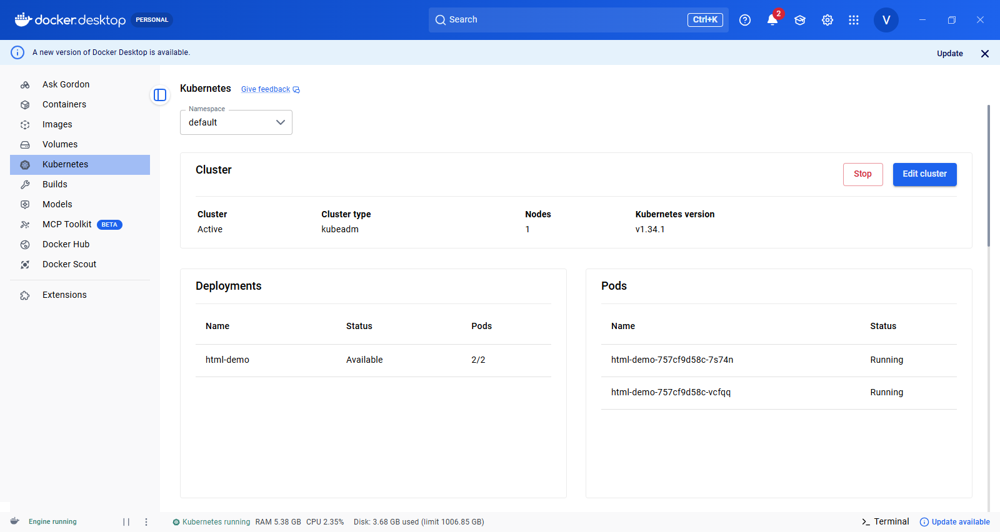 docker.desktop PERSONAL
Search Ctrl+K
2
V
A new version of Docker Desktop is available.
Update
Ask Gordon
Containers
Images
Volumes
Kubernetes
Builds
Models
MCP Toolkit BETA
Docker Hub
Docker Scout
Extensions
Kubernetes Give feedback
Namespace
default
Cluster
Stop Edit cluster
Cluster Cluster type Nodes Kubernetes version
Active kubeadm 1 v1.34.1
Deployments
Name Status Pods
html-demo Available 2/2
Pods
Name Status
html-demo-757cf9d58c-7s74n Running
html-demo-757cf9d58c-vcfqq Running
Engine running
Kubernetes running RAM 5.38 GB CPU 2.35% Disk: 3.68 GB used (limit 1006.85 GB)
>_ Terminal Update available